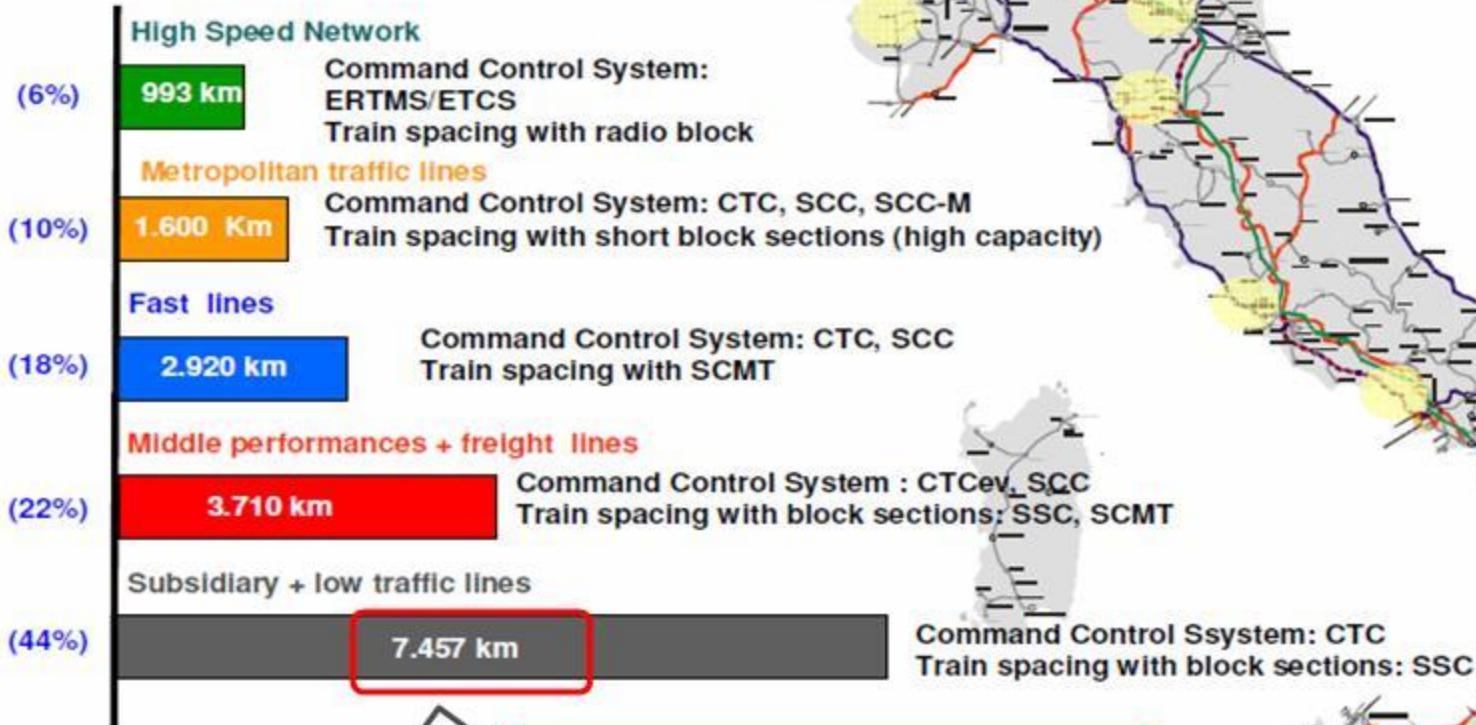 High Speed Network
(6%)
993 km
Command Control System:
ERTMS/ETCS
Train spacing with radio block
Metropolitan traffic lines
(10%)
1.600 Km
Command Control System: CTC, SCC, SCC-M
Train spacing with short block sections (high capacity)
Fast lines
(18%)
2.920 km
Command Control System: CTC, SCC
Train spacing with SCMT
Middle performances + freight lines
(22%)
3.710 km
Command Control System : CTCev, SCC
Train spacing with block sections: SSC, SCMT
Subsidiary + low traffic lines
(44%)
7.457 km
Command Control Ssystem: CTC
Train spacing with block sections: SSC